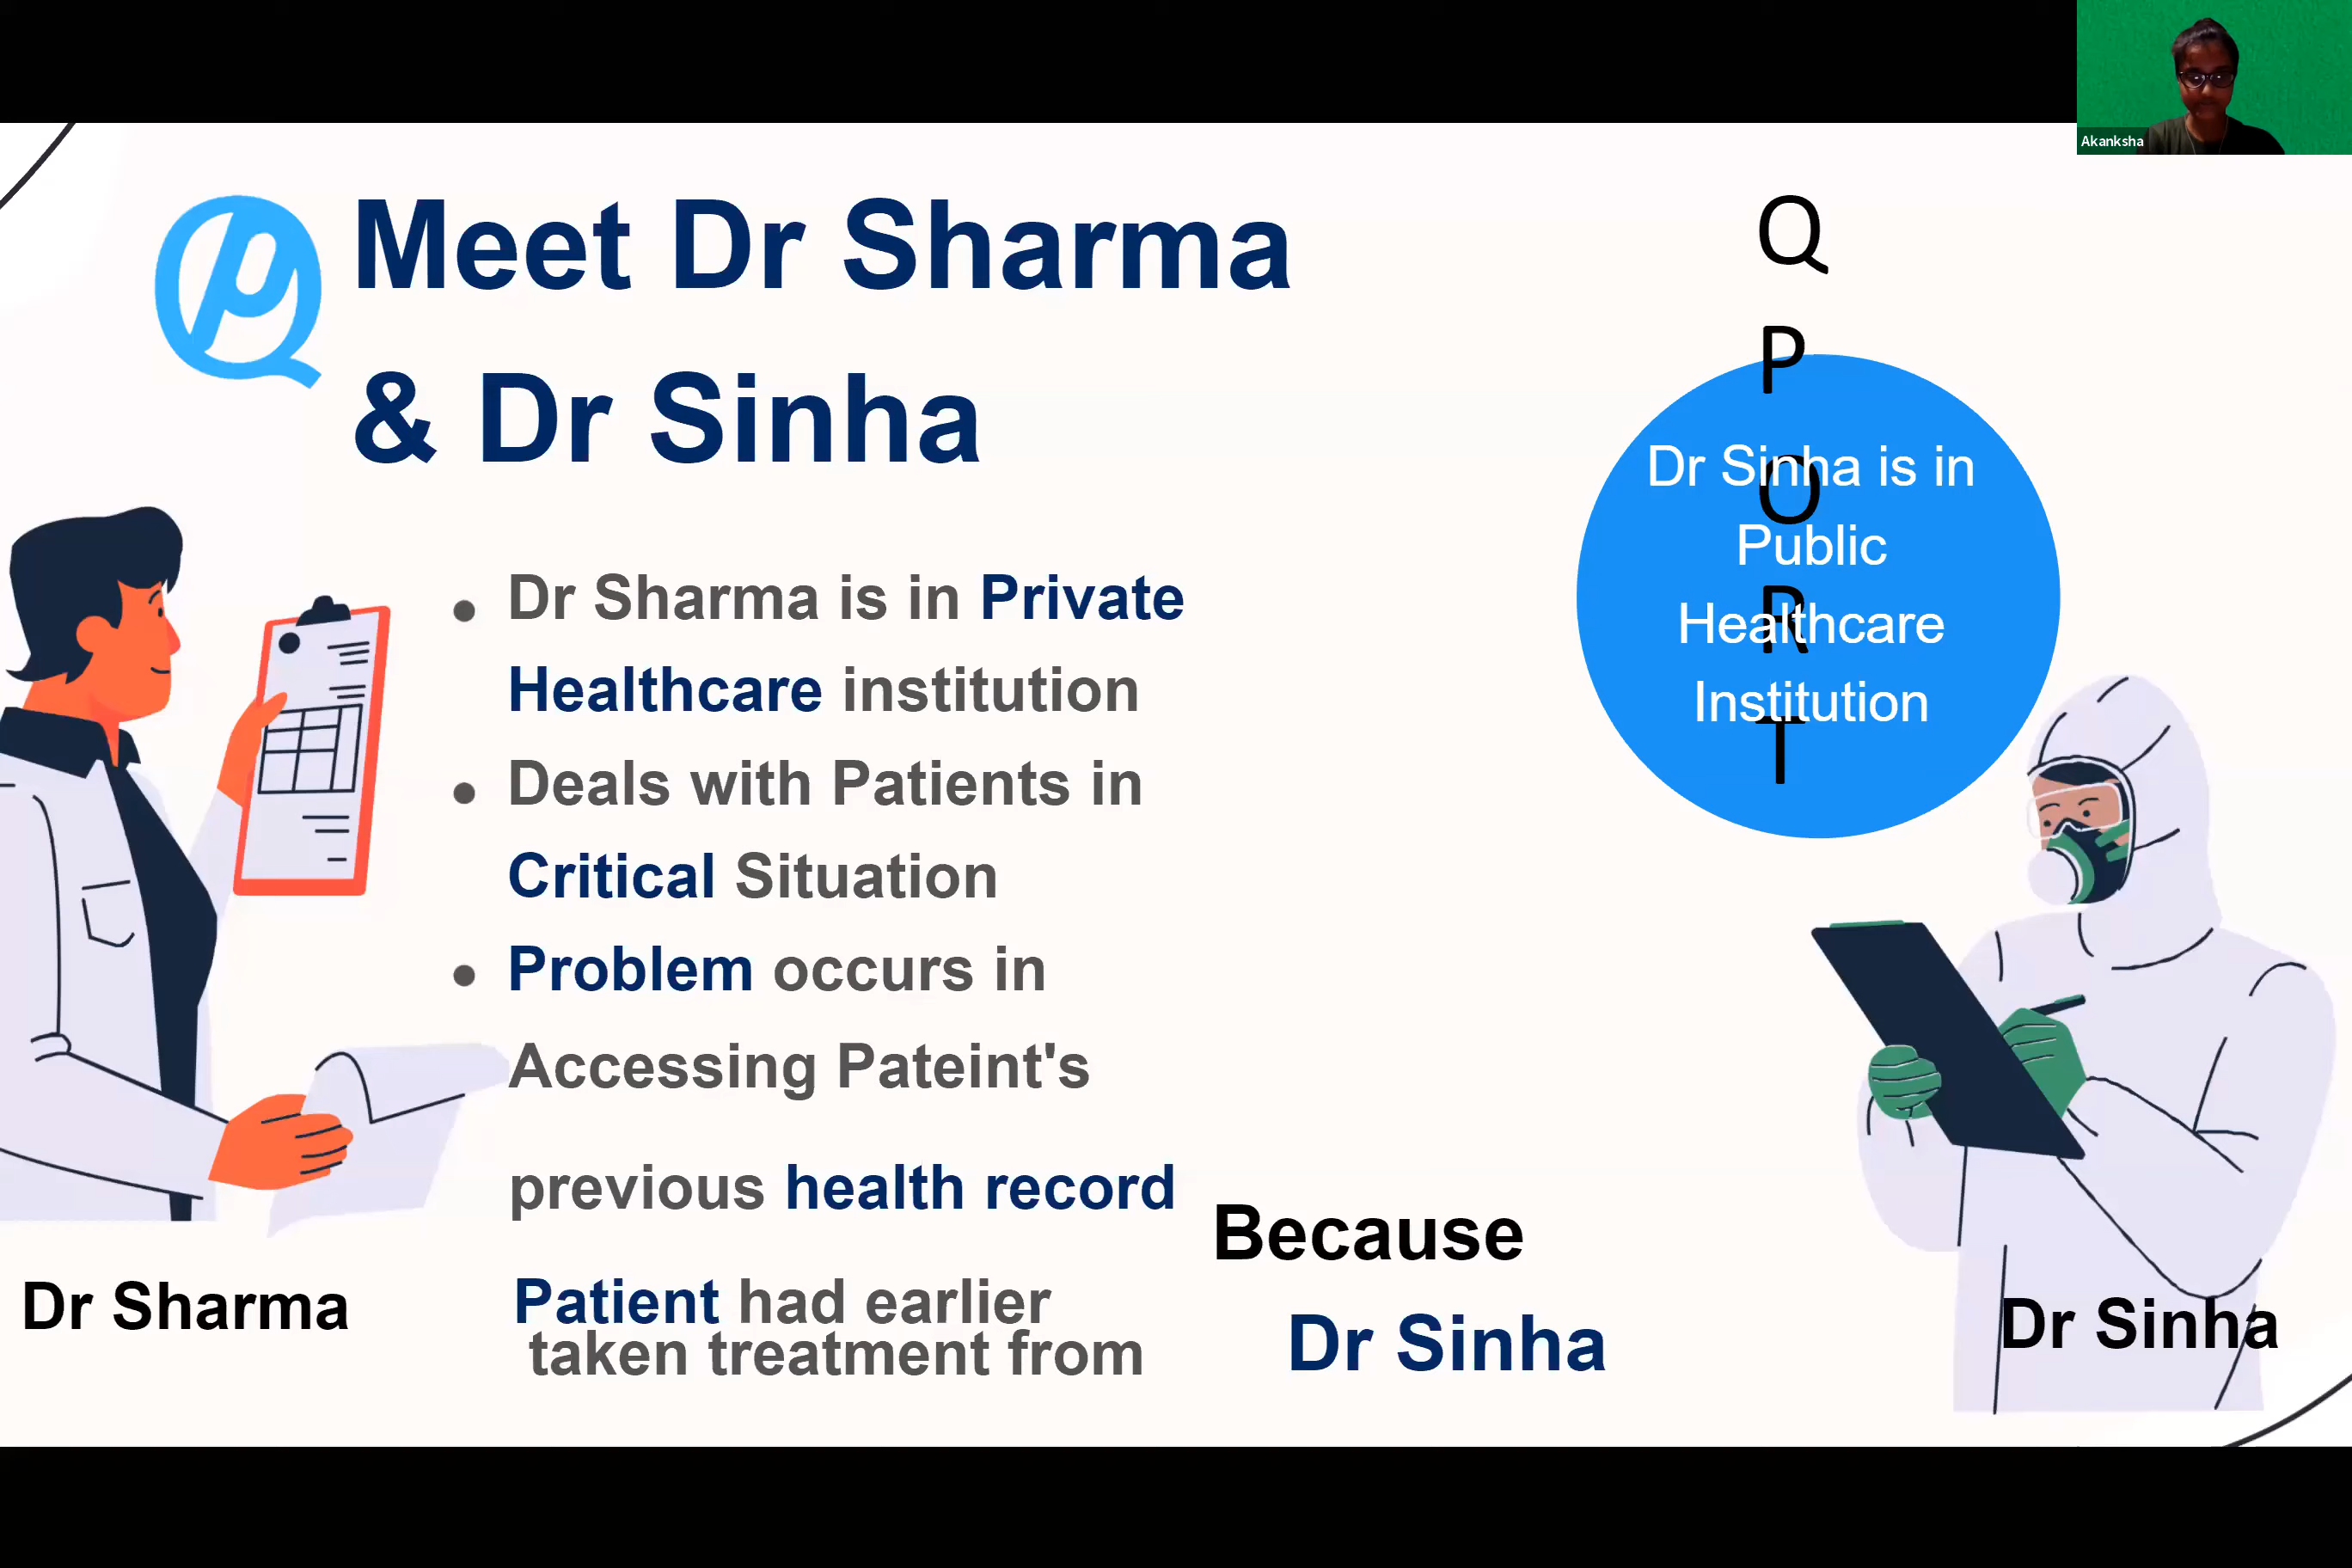 Akanksha
Meet Dr Sharma
& Dr Sinha
Dr Sharma is in Private
Healthcare institution
Deals with Patients in
Critical Situation
Problem occurs in
Accessing Pateint's
previous health record
Because
Patient had earlier
taken treatment from
Dr Sinha
Q
P
O
R
T
Dr Sinha is in
Public
Healthcare
Institution
Dr Sharma
Dr Sinha